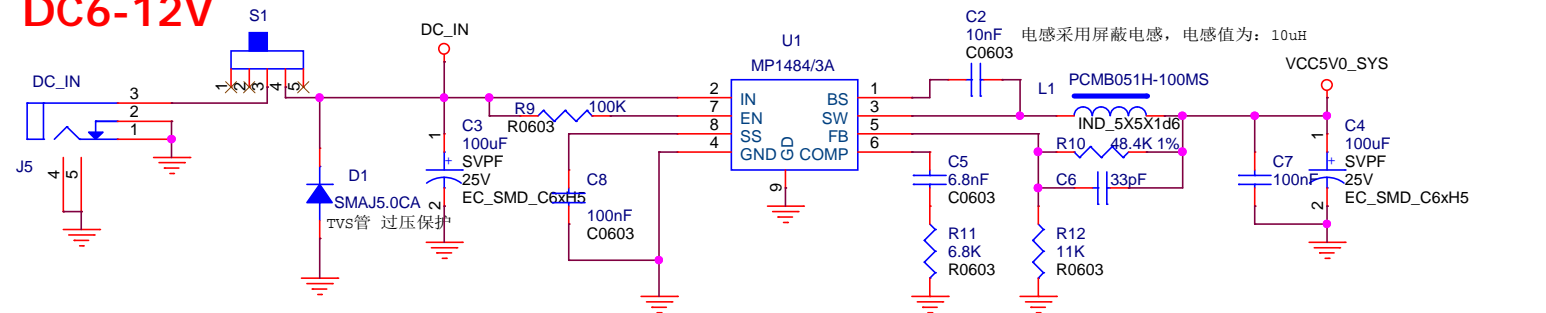 DC6-12V
S1
DC_IN
1
2
3
4
5
DC_IN
3
2
1
J5
4
5
D1
SMAJ5.0CA
TVS管 过压保护
1
C3
100uF
SVPF
25V
EC_SMD_C6xH5
2
R9
100K
R0603
C8
100nF
C0603
U1
MP1484/3A
2
IN
BS
1
7
EN
SW
3
8
SS
FB
5
4
GND
GD
COMP
6
9
C2
10nF
C0603
电感采用屏蔽电感，电感值为：10uH
L1
PCMB051H-100MS
IND_5X5X1d6
R10
48.4K 1%
C6
33pF
C5
6.8nF
C0603
R11
6.8K
R0603
R12
11K
R0603
VCC5V0_SYS
C7
100nF
1
C4
100uF
SVPF
25V
EC_SMD_C6xH5
2